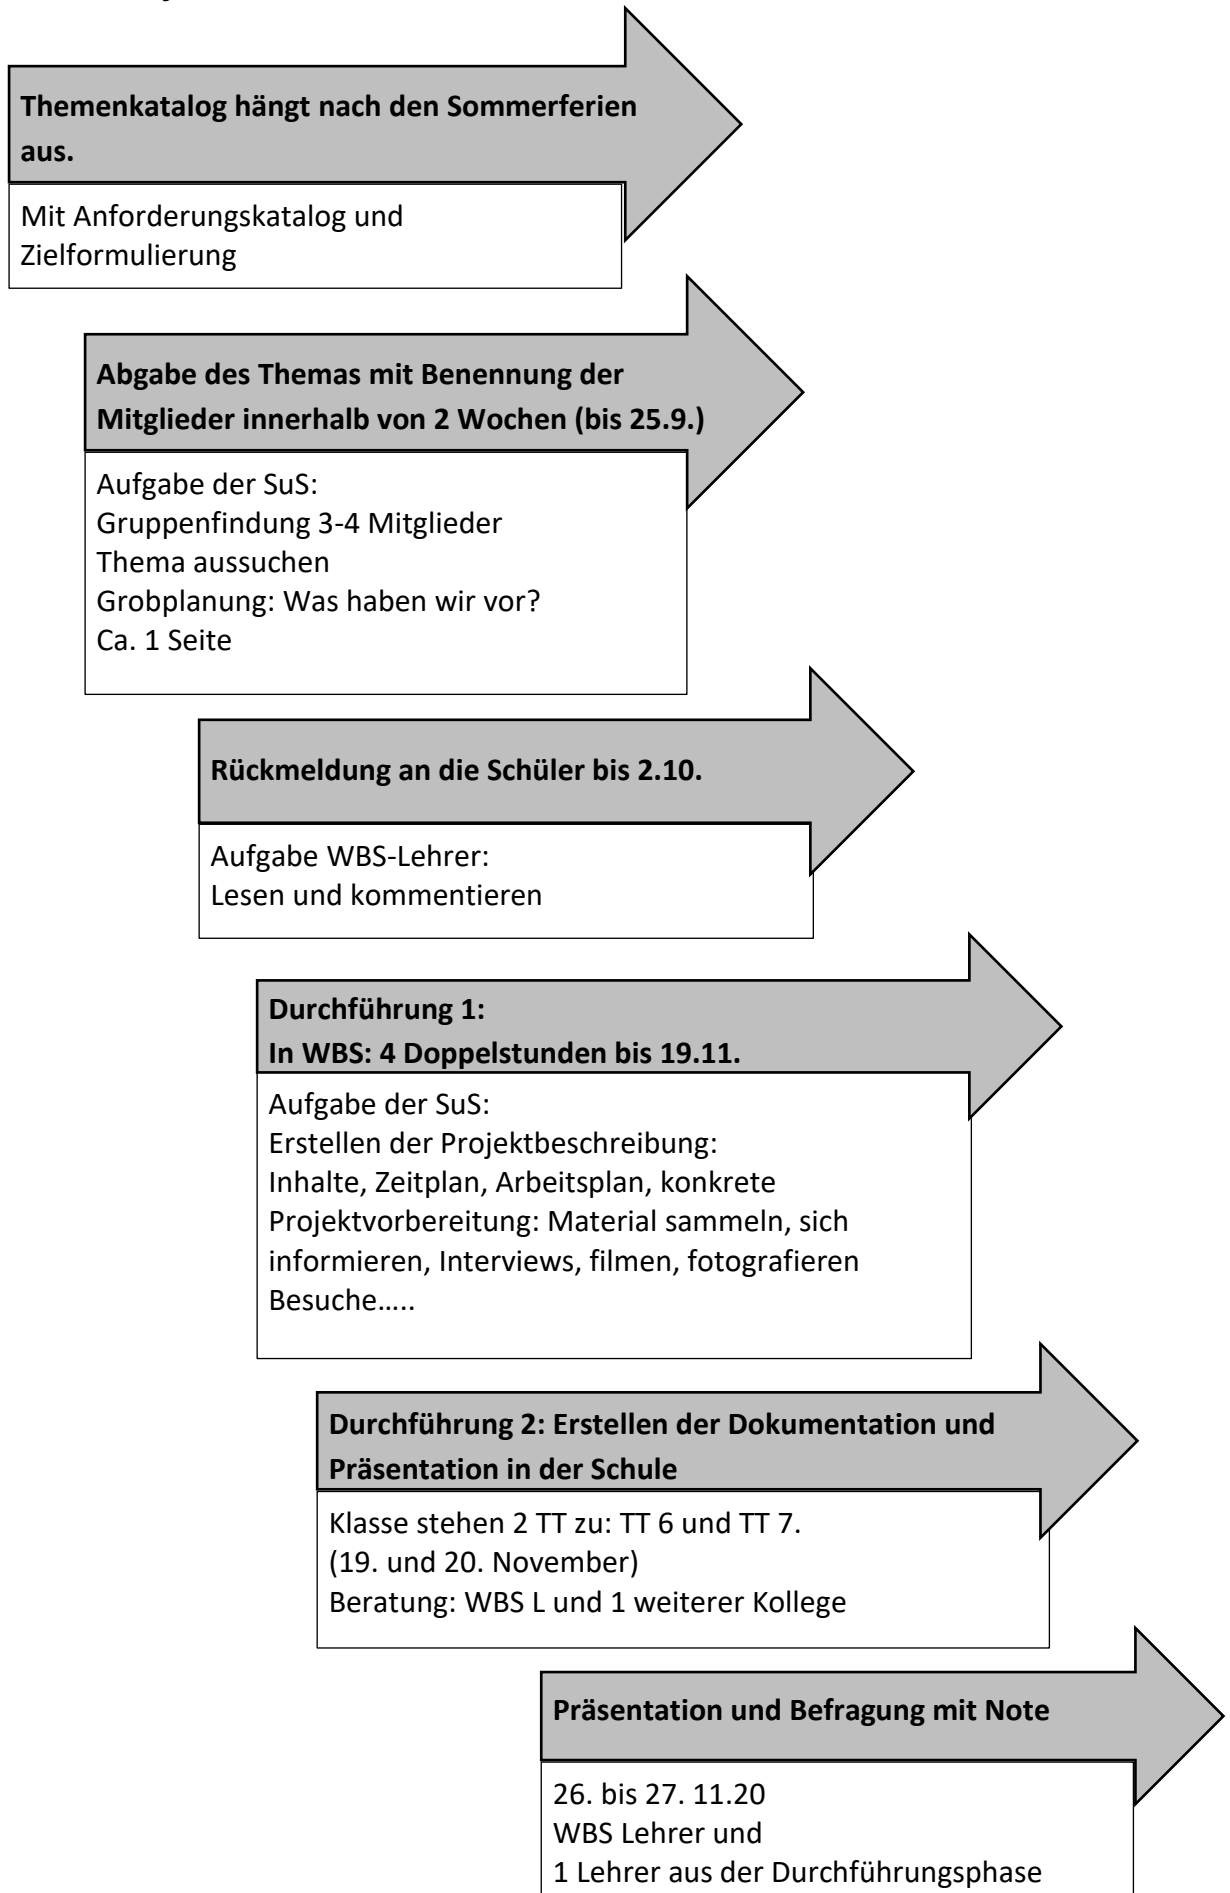 Themenkatalog hängt nach den Sommerferien
aus.
Mit Anforderungskatalog und
Zielformulierung
Abgabe des Themas mit Benennung der
Mitglieder innerhalb von 2 Wochen (bis 25.9.)
Aufgabe der SuS:
Gruppenfindung 3-4 Mitglieder
Thema aussuchen
Grobplanung: Was haben wir vor?
Ca. 1 Seite
Rückmeldung an die Schüler bis 2.10.
Aufgabe WBS-Lehrer:
Lesen und kommentieren
Durchführung 1:
In WBS: 4 Doppelstunden bis 19.11.
Aufgabe der SuS:
Erstellen der Projektbeschreibung:
Inhalte, Zeitplan, Arbeitsplan, konkrete
Projektvorbereitung: Material sammeln, sich
informieren, Interviews, filmen, fotografieren
Besuche…..
Durchführung 2: Erstellen der Dokumentation und
Präsentation in der Schule
Klasse stehen 2 TT zu: TT 6 und TT 7.
(19. und 20. November)
Beratung: WBS L und 1 weiterer Kollege
Präsentation und Befragung mit Note
26. bis 27. 11.20
WBS Lehrer und
1 Lehrer aus der Durchführungsphase